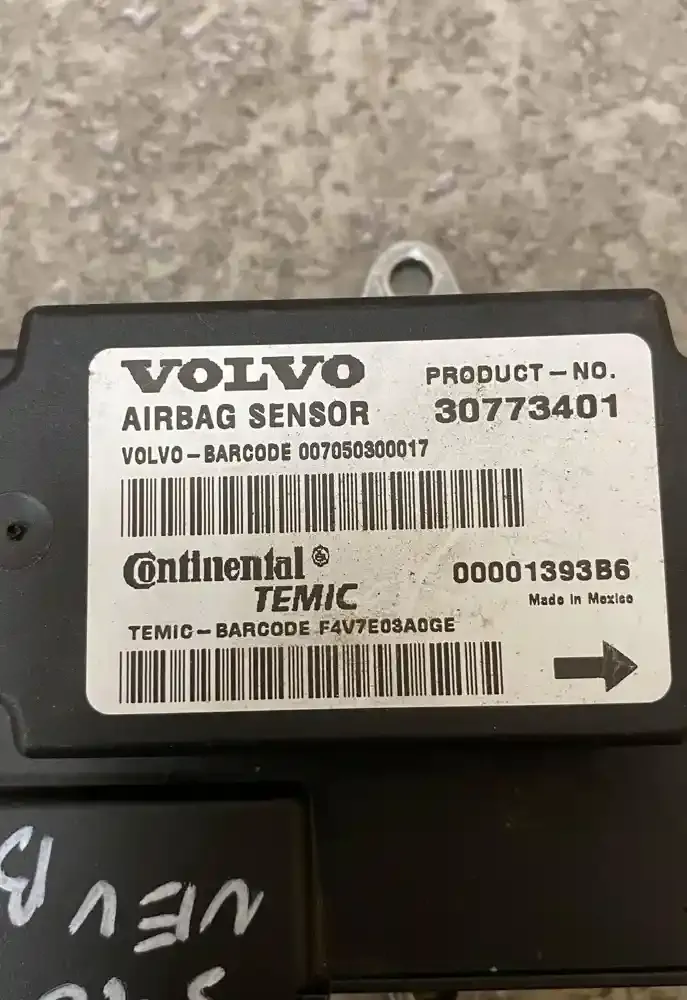 VOLVO
PRODUCT-NO.
AIRBAG SENSOR
30773401
VOLVO-BARCODE 007050300017
Continental
TEMIC
00001393B6
Made in Mexico
TEMIC-BARCODE F4V7E03A0GE